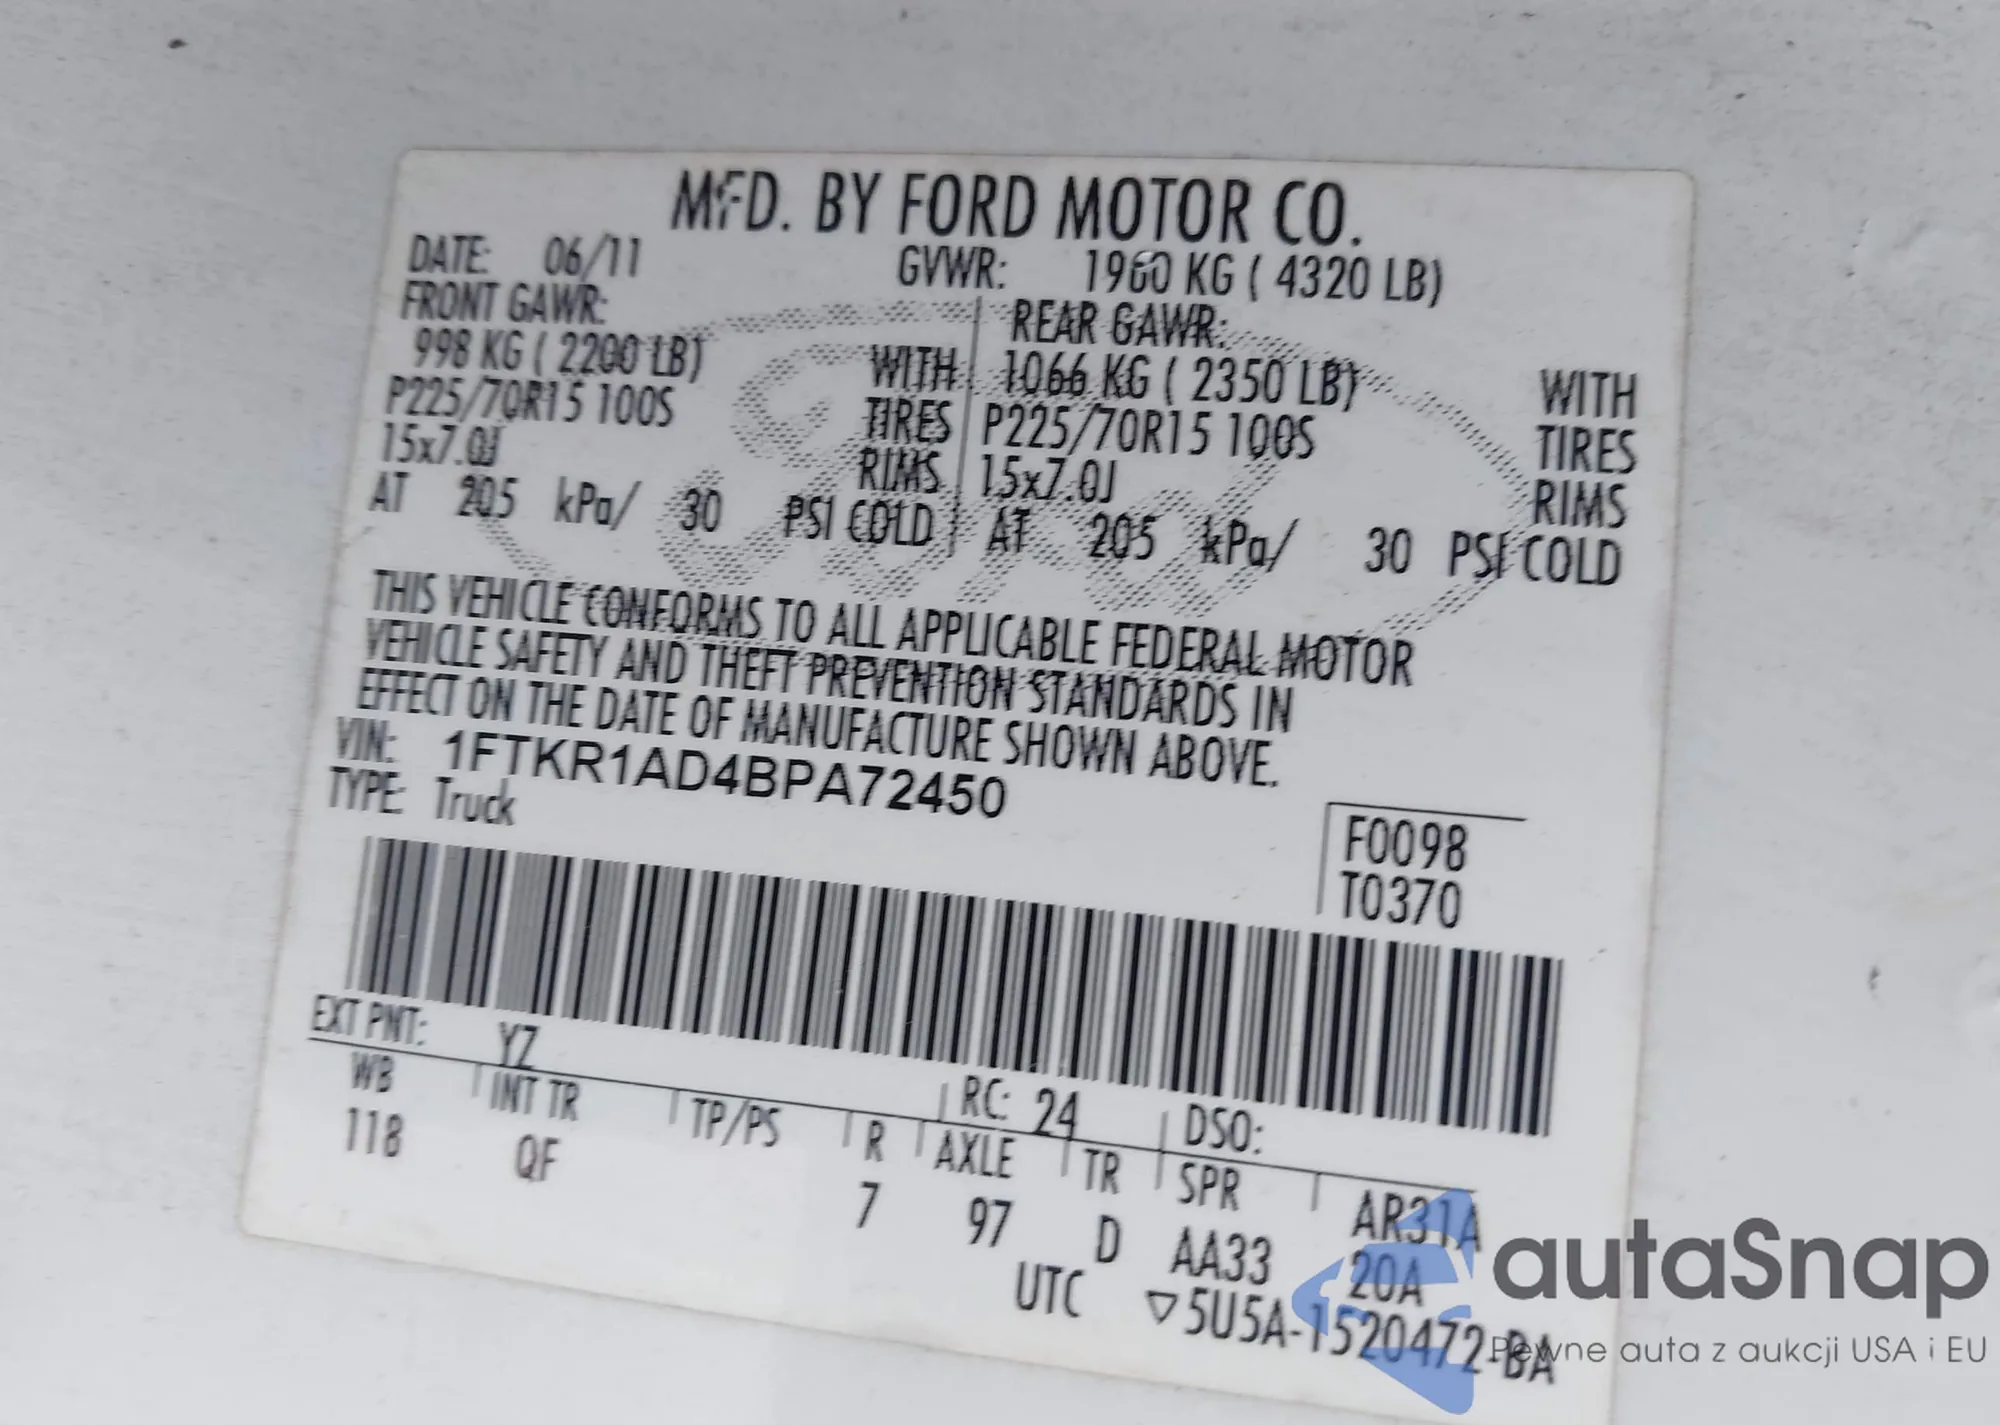 MFD. BY FORD MOTOR CO.
DATE: 06/11 GVWR: 1960 KG ( 4320 LB)
FRONT GAWR: REAR GAWR:
998 KG ( 2200 LB) WITH 1066 KG ( 2350 LB) WITH
P225/70R15 100S TIRES P225/70R15 100S TIRES
15x7.0J RIMS 15x7.0J RIMS
AT 205 kPa/ 30 PSI COLD AT 205 kPa/ 30 PSI COLD
THIS VEHICLE CONFORMS TO ALL APPLICABLE FEDERAL MOTOR
VEHICLE SAFETY AND THEFT PREVENTION STANDARDS IN
EFFECT ON THE DATE OF MANUFACTURE SHOWN ABOVE.
VIN: 1FTKR1AD4BPA72450
TYPE: Truck
F0098
T0370
EXT PNT: YZ RC: 24 DSO:
WB INT TR TP/PS R AXLE TR SPR AR31A
118 QF 7 97 D AA33 20A
UTC ▽5U5A-1520472-BA
autaSnap
Pewne auta z aukcji USA i EU